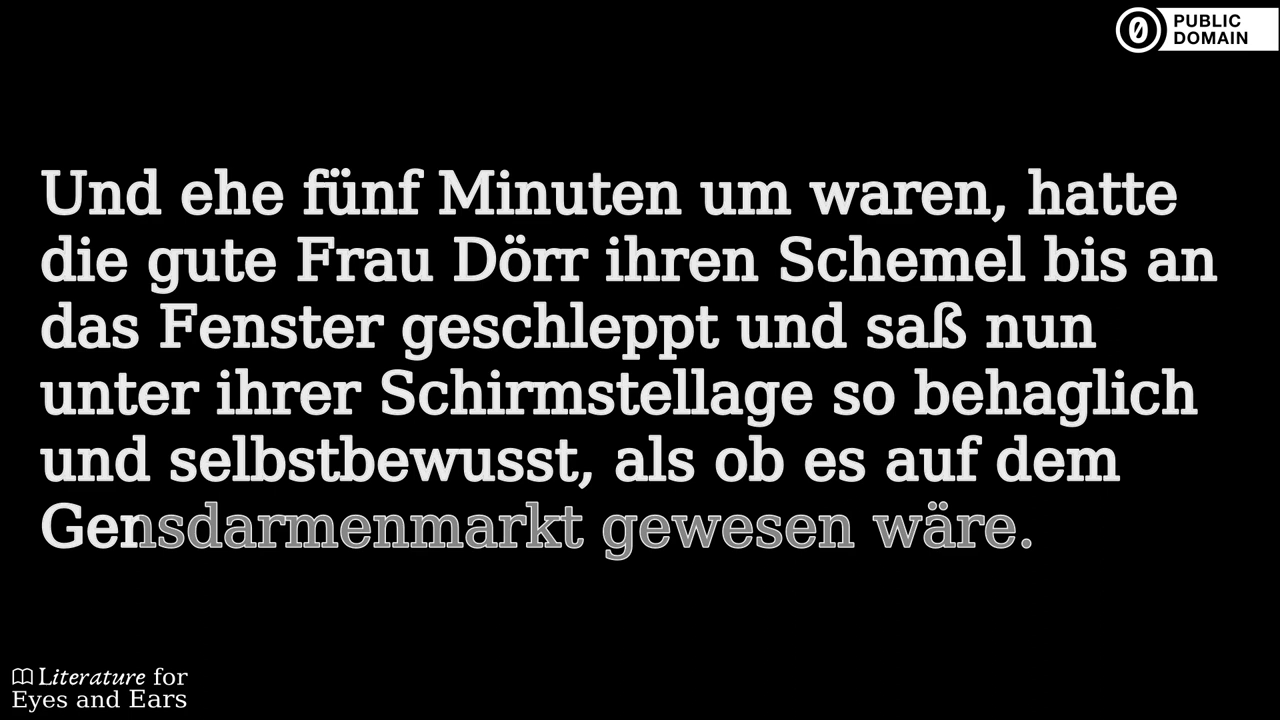 PUBLIC
DOMAIN
Und ehe fünf Minuten um waren, hatte
die gute Frau Dörr ihren Schemel bis an
das Fenster geschleppt und saß nun
unter ihrer Schirmstellage so behaglich
und selbstbewusst, als ob es auf dem
Gensdarmenmarkt gewesen wäre.
Literature for
Eyes and Ears